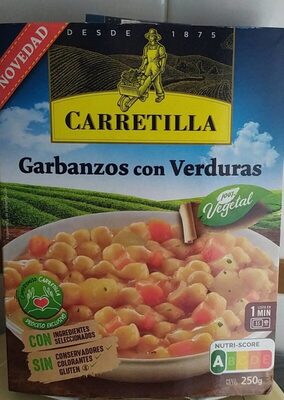 DESDE 1875
NOVEDAD
CARRETILLA
Garbanzos con Verduras
100%
Vegetal
CARRETILLA
1 MIN
CON INGREDIENTES
SELECCIONADOS
SIN CONSERVADORES
COLORANTES
GLUTEN
NUTRI-SCORE
A B C D E
250g